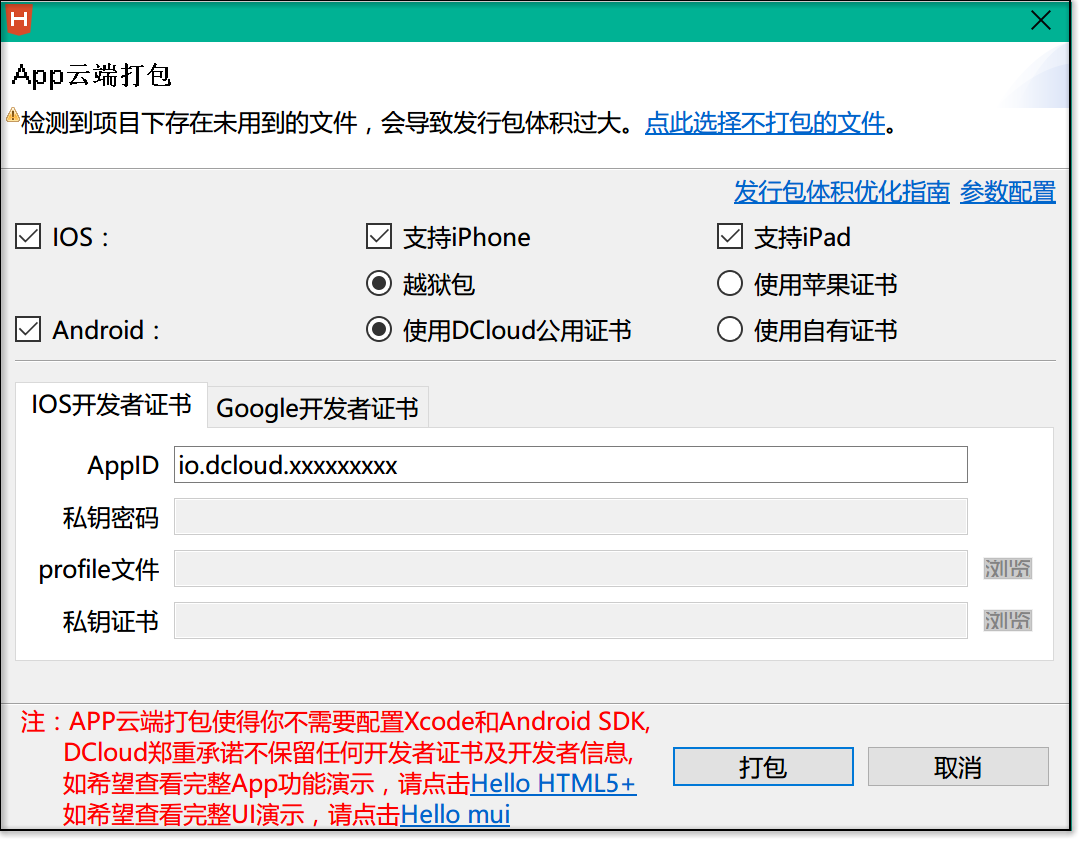 H
App云端打包
检测到项目下存在未用到的文件，会导致发行包体积过大。点此选择不打包的文件。
发行包体积优化指南 参数配置
IOS： 支持iPhone 支持iPad
越狱包 使用苹果证书
Android： 使用DCloud公用证书 使用自有证书
IOS开发者证书 Google开发者证书
AppID io.dcloud.xxxxxxxxx
私钥密码
profile文件 浏览
私钥证书 浏览
注：APP云端打包使得你不需要配置Xcode和Android SDK,
DCloud郑重承诺不保留任何开发者证书及开发者信息,
如希望查看完整App功能演示，请点击Hello HTML5+
如希望查看完整UI演示，请点击Hello mui
打包 取消